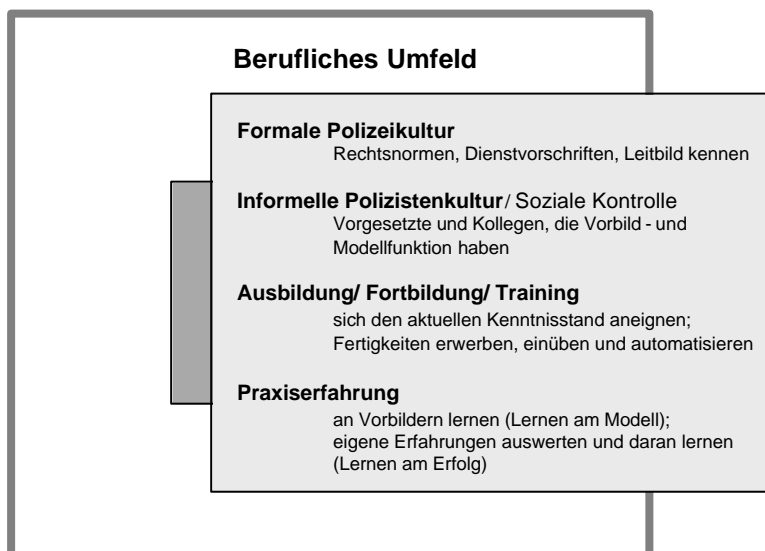 Berufliches Umfeld
Formale Polizeikultur
Rechtsnormen, Dienstvorschriften, Leitbild kennen
Informelle Polizistenkultur/ Soziale Kontrolle
Vorgesetzte und Kollegen, die Vorbild - und
Modellfunktion haben
Ausbildung/ Fortbildung/ Training
sich den aktuellen Kenntnisstand aneignen;
Fertigkeiten erwerben, einüben und automatisieren
Praxiserfahrung
an Vorbildern lernen (Lernen am Modell);
eigene Erfahrungen auswerten und daran lernen
(Lernen am Erfolg)